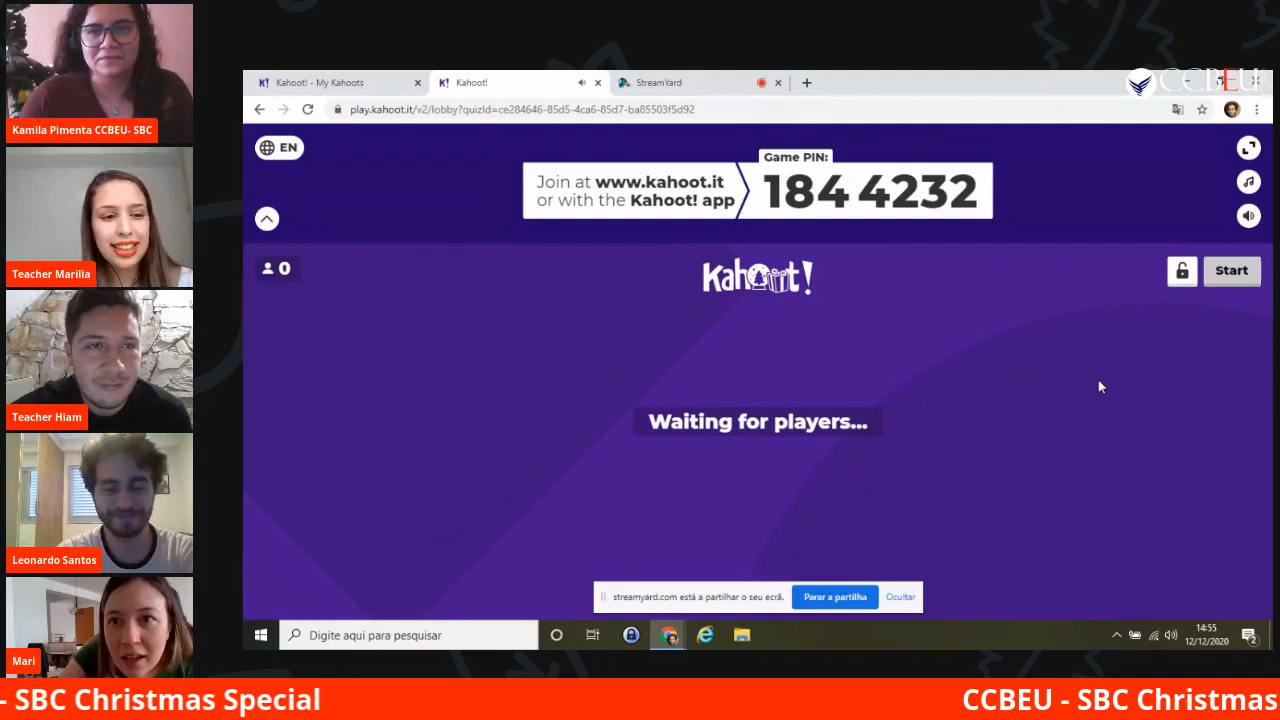 Kamila Pimenta CCBEU- SBC
Teacher Marília
Teacher Hiam
Leonardo Santos
Mari
Kahoot! - My Kahoots
Kahoot!
StreamYard
CCBEU
play.kahoot.it/v2/lobby?quizId=ce284646-85d5-4ca6-85d7-ba85503f5d92
EN
Join at www.kahoot.it
or with the Kahoot! app
Game PIN:
184 4232
0
Kahoot!
Start
Waiting for players...
streamyard.com está a partilhar o seu ecrã.
Parar a partilha
Ocultar
Digite aqui para pesquisar
14:55
12/12/2020
2
- SBC Christmas Special
CCBEU - SBC Christmas